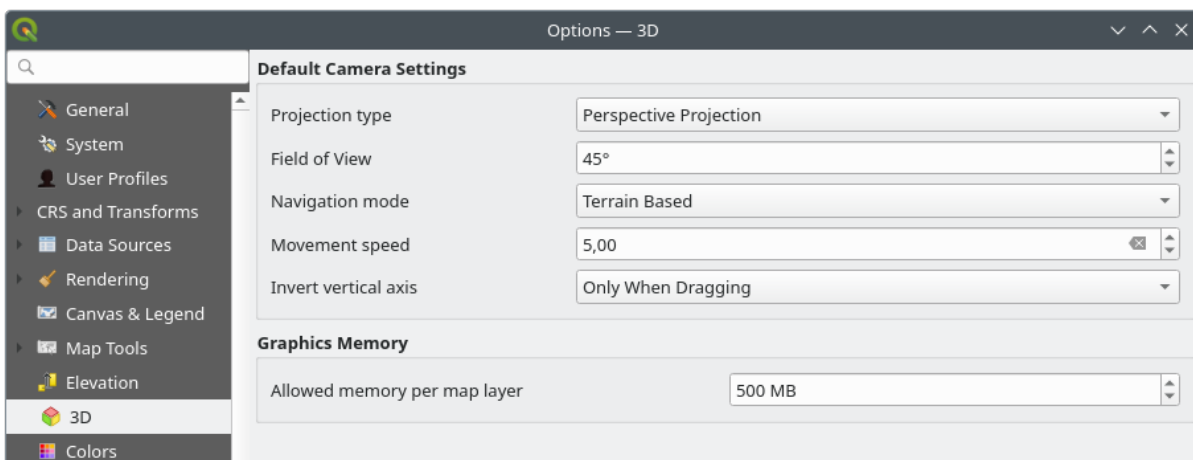 Options — 3D
General
System
User Profiles
CRS and Transforms
Data Sources
Rendering
Canvas & Legend
Map Tools
Elevation
3D
Colors
Default Camera Settings
Projection type Perspective Projection
Field of View 45°
Navigation mode Terrain Based
Movement speed 5,00
Invert vertical axis Only When Dragging
Graphics Memory
Allowed memory per map layer 500 MB